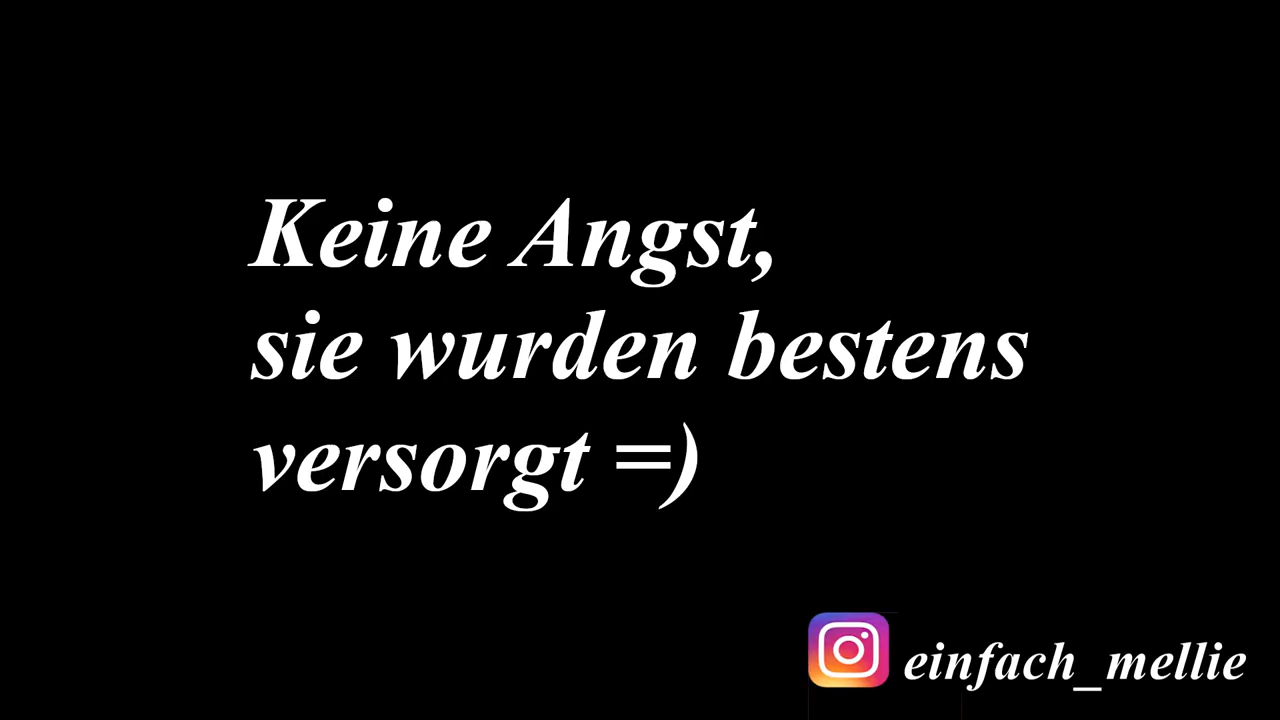 Keine Angst,
sie wurden bestens
versorgt =)
einfach_mellie